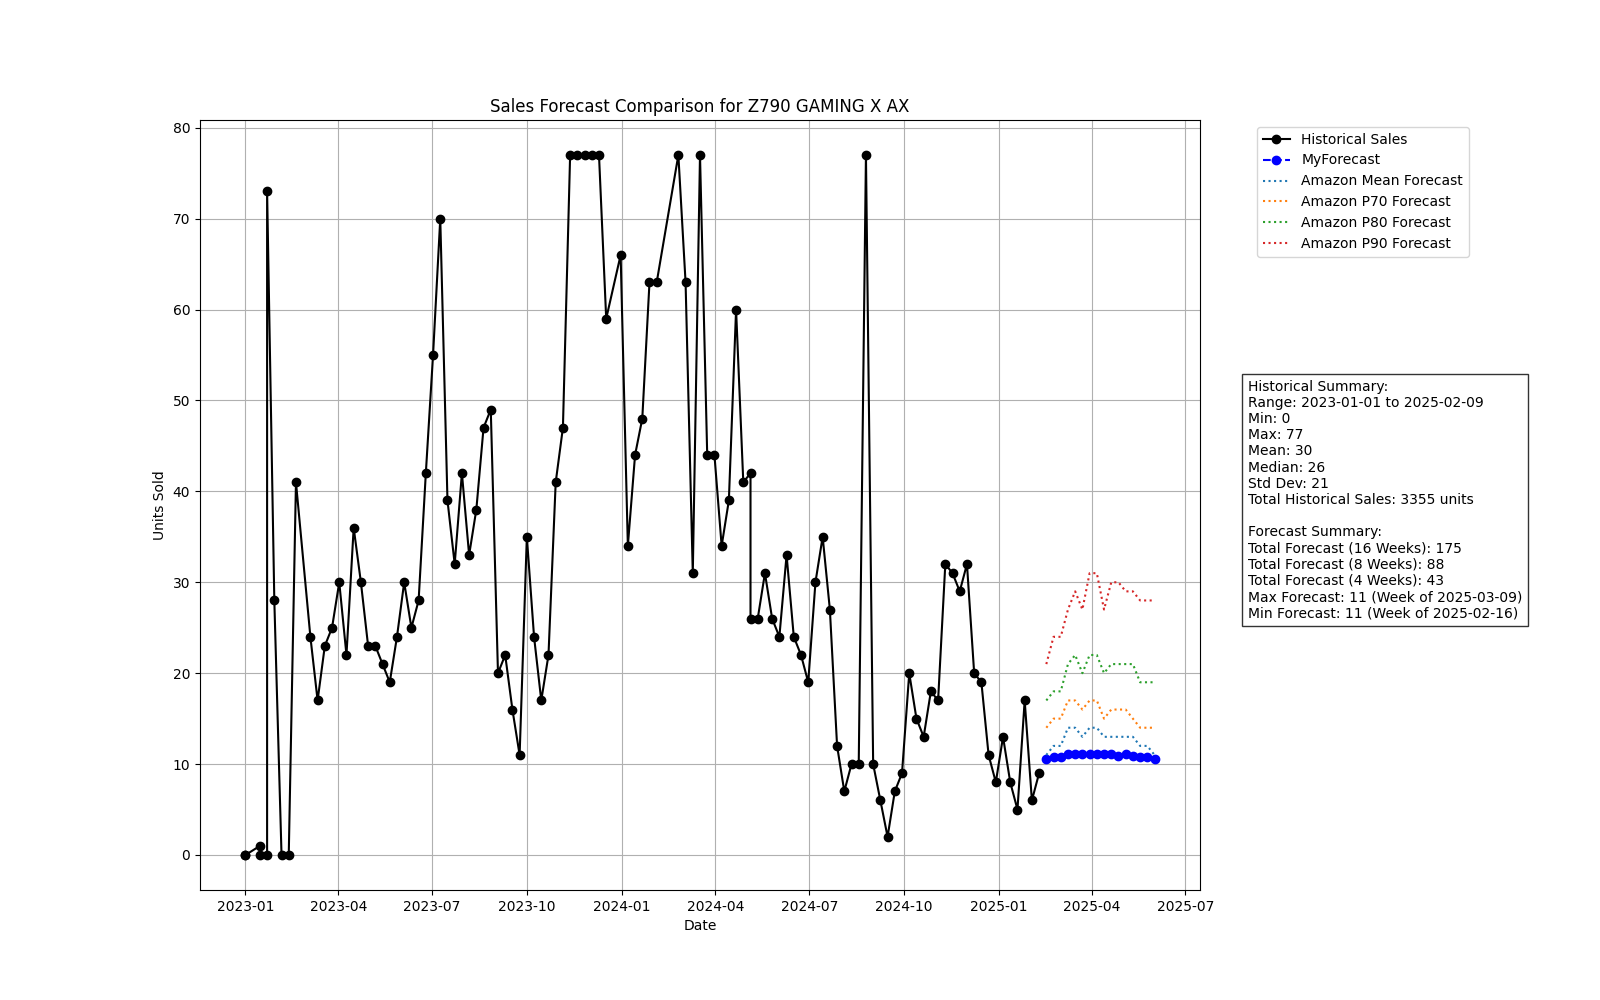 Sales Forecast Comparison for Z790 GAMING X AX
80
70
60
50
40
30
20
10
0
Units Sold
2023-01 2023-04 2023-07 2023-10 2024-01 2024-04 2024-07 2024-10 2025-01 2025-04 2025-07
Date
Historical Sales
MyForecast
Amazon Mean Forecast
Amazon P70 Forecast
Amazon P80 Forecast
Amazon P90 Forecast
Historical Summary:
Range: 2023-01-01 to 2025-02-09
Min: 0
Max: 77
Mean: 30
Median: 26
Std Dev: 21
Total Historical Sales: 3355 units
Forecast Summary:
Total Forecast (16 Weeks): 175
Total Forecast (8 Weeks): 88
Total Forecast (4 Weeks): 43
Max Forecast: 11 (Week of 2025-03-09)
Min Forecast: 11 (Week of 2025-02-16)